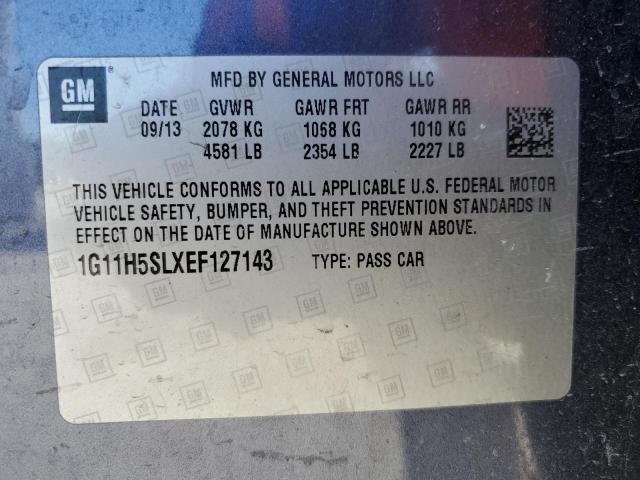 GM
MFD BY GENERAL MOTORS LLC
DATE GVWR GAWR FRT GAWR RR
09/13 2078 KG 1068 KG 1010 KG
4581 LB 2354 LB 2227 LB
THIS VEHICLE CONFORMS TO ALL APPLICABLE U.S. FEDERAL MOTOR
VEHICLE SAFETY, BUMPER, AND THEFT PREVENTION STANDARDS IN
EFFECT ON THE DATE OF MANUFACTURE SHOWN ABOVE.
1G11H5SLXEF127143 TYPE: PASS CAR